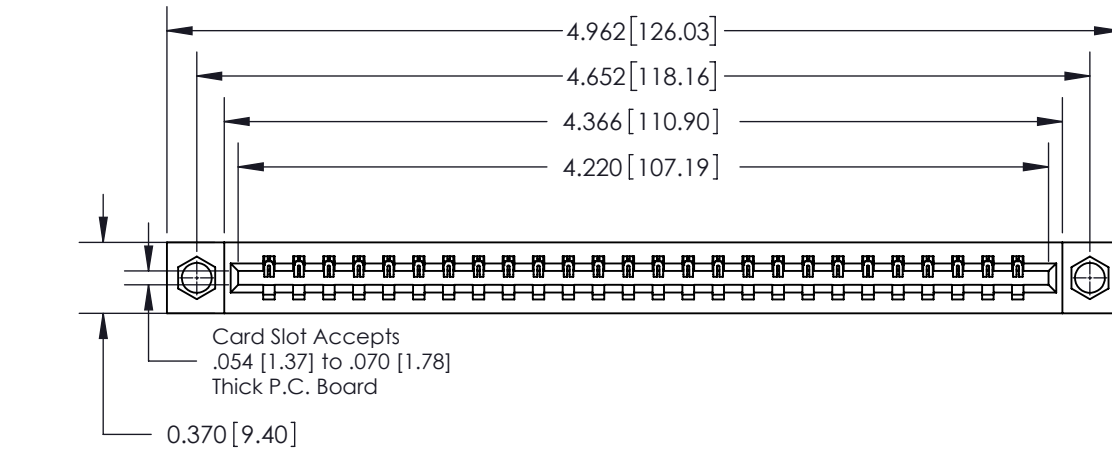 4.962[126.03]
4.652[118.16]
4.366[110.90]
4.220[107.19]
Card Slot Accepts
.054 [1.37] to .070 [1.78]
Thick P.C. Board
0.370[9.40]